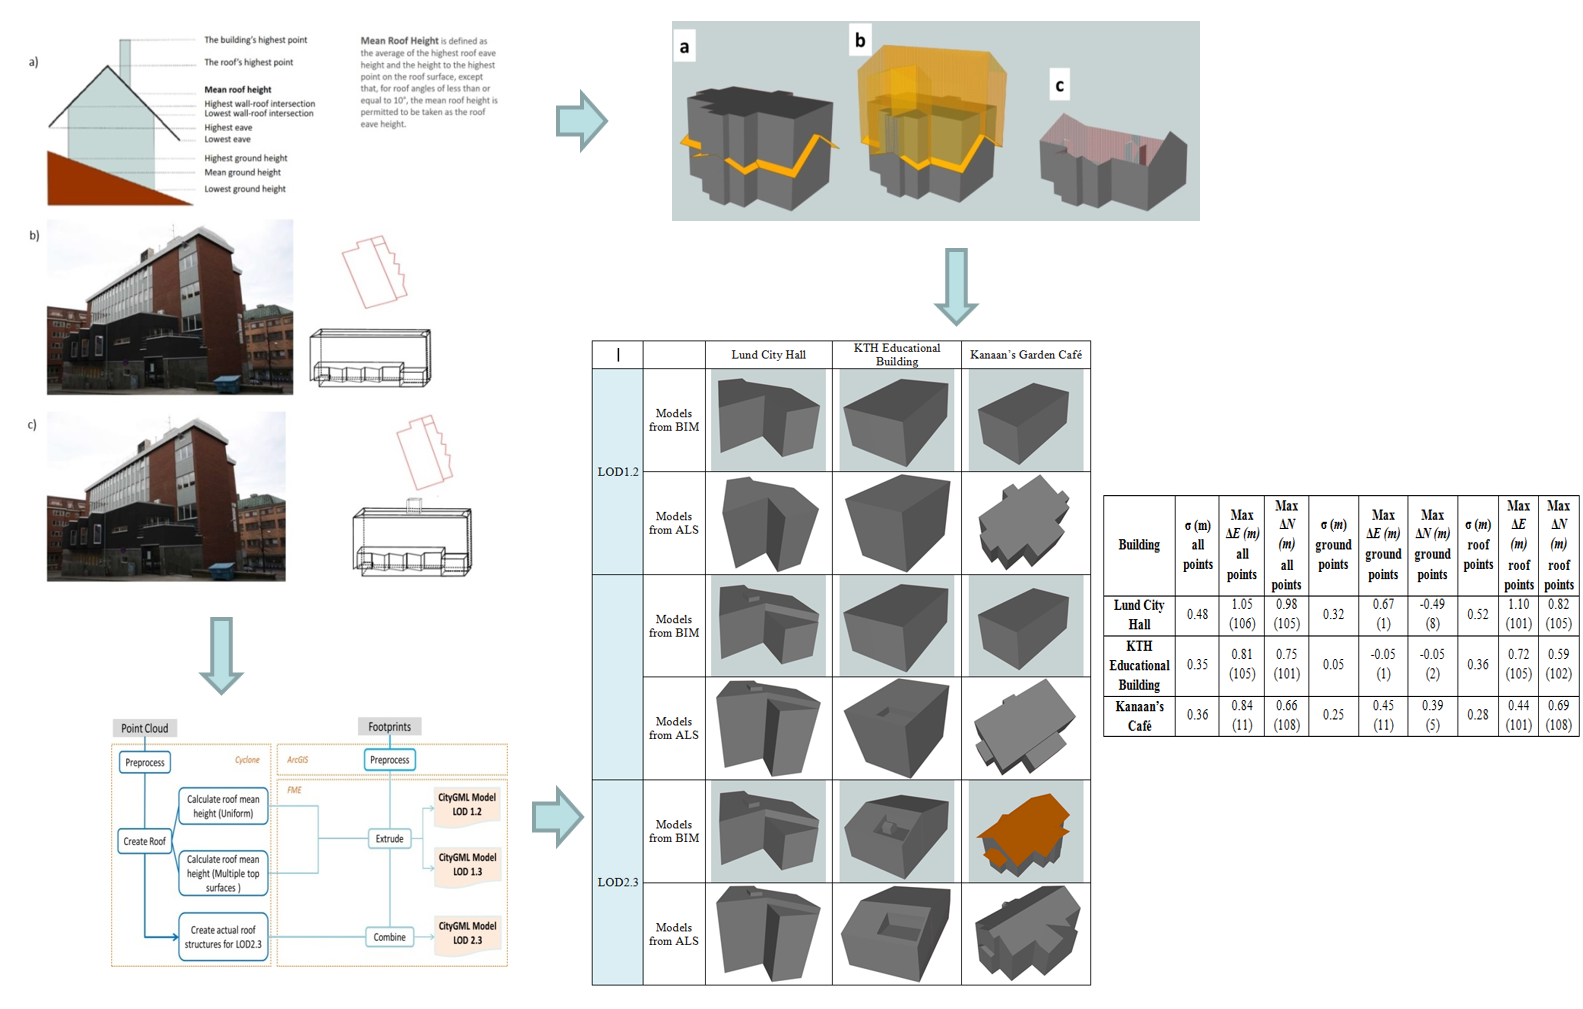 a)
The building's highest point
The roof's highest point
Mean roof height
Highest wall-roof intersection
Lowest wall-roof intersection
Highest eave
Lowest eave
Highest ground height
Mean ground height
Lowest ground height
Mean Roof Height is defined as
the average of the highest roof eave
height and the height to the highest
point on the roof surface, except
that, for roof angles of less than or
equal to 10°, the mean roof height is
permitted to be taken as the roof
eave height.
b)
c)
a
b
c
Point Cloud
Footprints
Preprocess
Cyclone
ArcGIS
Preprocess
FME
Calculate roof mean
height (Uniform)
CityGML Model
LOD 1.2
Create Roof
Extrude
Calculate roof mean
height (Multiple top
surfaces )
CityGML Model
LOD 1.3
Create actual roof
structures for LOD2.3
Combine
CityGML Model
LOD 2.3
Lund City Hall
KTH Educational
Building
Kanaan's Garden Café
LOD1.2
Models
from BIM
Models
from ALS
Models
from BIM
Models
from ALS
LOD2.3
Models
from BIM
Models
from ALS
Building
σ (m)
all
points
Max
ΔE (m)
all
points
Max
ΔN
(m)
all
points
σ (m)
ground
points
Max
ΔE (m)
ground
points
Max
ΔN (m)
ground
points
σ (m)
roof
points
Max
ΔE
(m)
roof
points
Max
ΔN
(m)
roof
points
Lund City
Hall
0.48
1.05
(106)
0.98
(105)
0.32
0.67
(1)
-0.49
(8)
0.52
1.10
(101)
0.82
(105)
KTH
Educational
Building
0.35
0.81
(105)
0.75
(101)
0.05
-0.05
(1)
-0.05
(2)
0.36
0.72
(105)
0.59
(102)
Kanaan's
Café
0.36
0.84
(11)
0.66
(108)
0.25
0.45
(11)
0.39
(5)
0.28
0.44
(101)
0.69
(108)